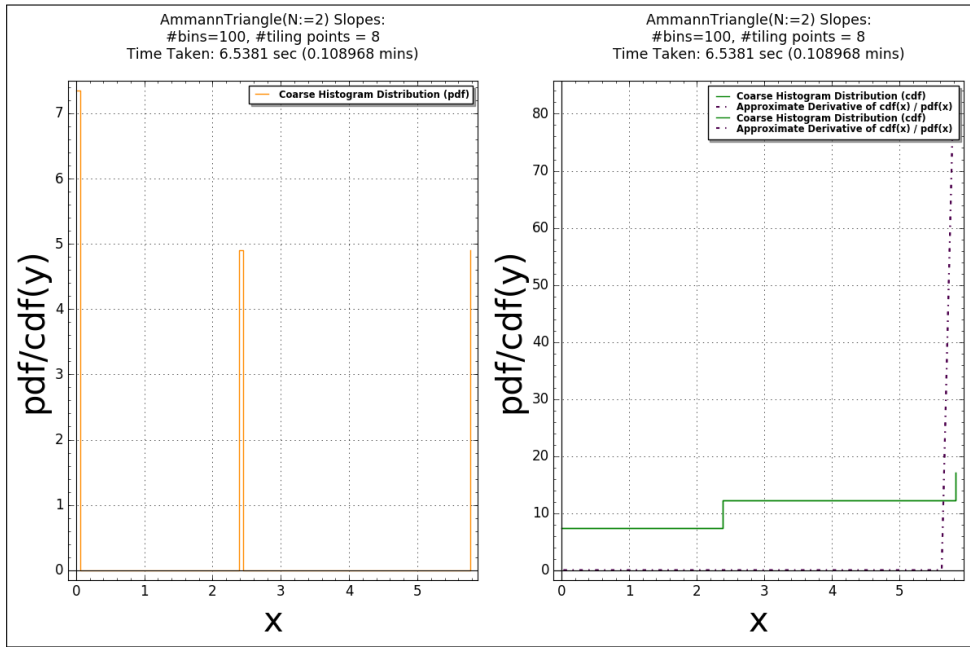 AmmannTriangle(N:=2) Slopes:
#bins=100, #tiling points = 8
Time Taken: 6.5381 sec (0.108968 mins)
Coarse Histogram Distribution (pdf)
7
6
5
4
3
2
1
0
pdf/cdf(y)
0 1 2 3 4 5
x
AmmannTriangle(N:=2) Slopes:
#bins=100, #tiling points = 8
Time Taken: 6.5381 sec (0.108968 mins)
Coarse Histogram Distribution (cdf)
Approximate Derivative of cdf(x) / pdf(x)
Coarse Histogram Distribution (cdf)
Approximate Derivative of cdf(x) / pdf(x)
80
70
60
50
40
30
20
10
0
pdf/cdf(y)
0 1 2 3 4 5
x